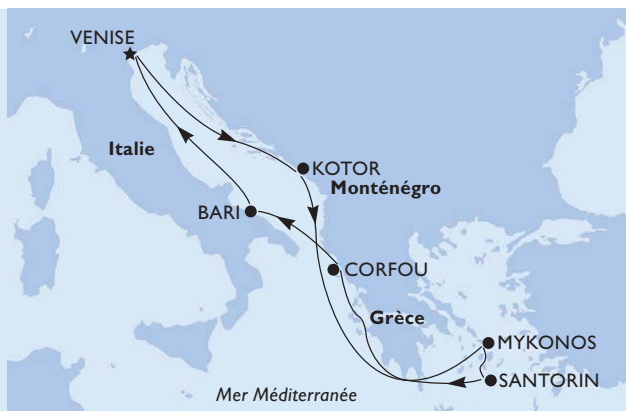 VENISE
Italie
KOTOR
Monténégro
BARI
CORFOU
Grèce
MYKONOS
SANTORIN
Mer Méditerranée